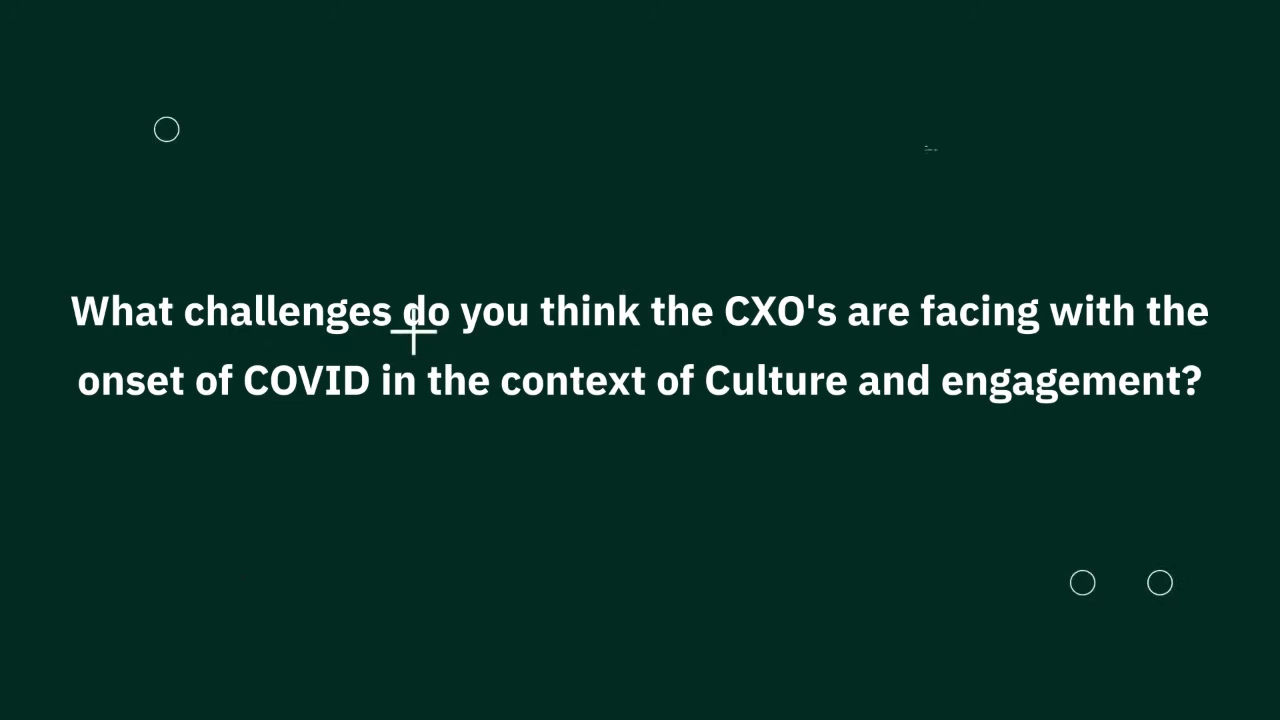 What challenges do you think the CXO's are facing with the
onset of COVID in the context of Culture and engagement?